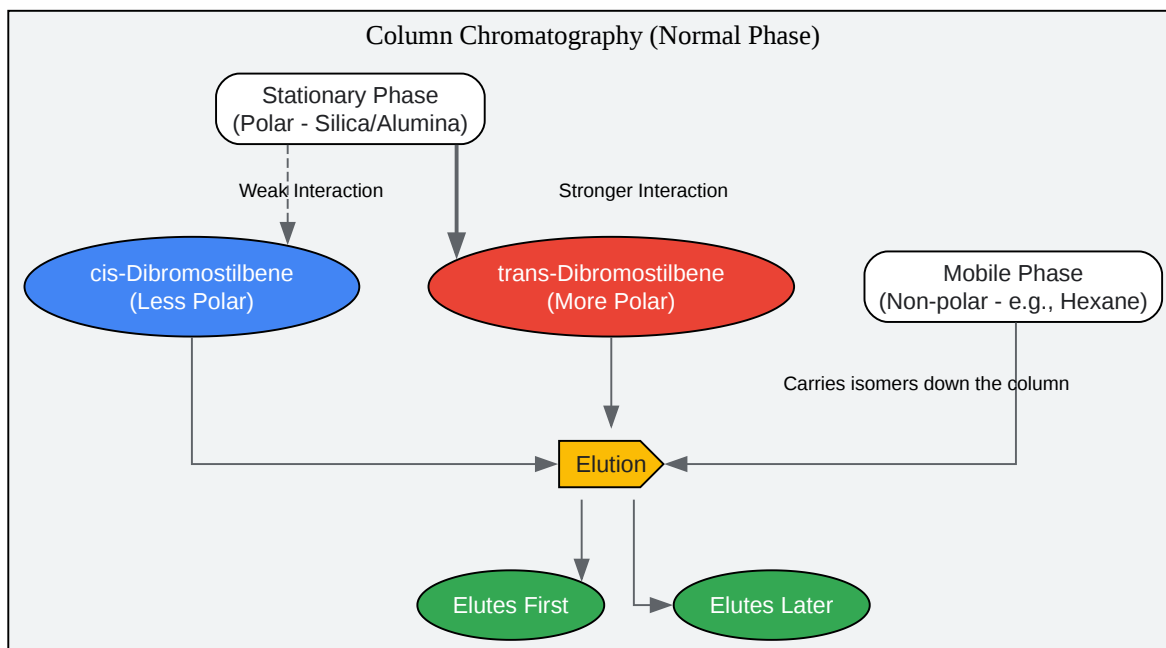 Column Chromatography (Normal Phase)
Stationary Phase
(Polar - Silica/Alumina)
Weak Interaction
Stronger Interaction
cis-Dibromostilbene
(Less Polar)
trans-Dibromostilbene
(More Polar)
Mobile Phase
(Non-polar - e.g., Hexane)
Carries isomers down the column
Elution
Elutes First
Elutes Later